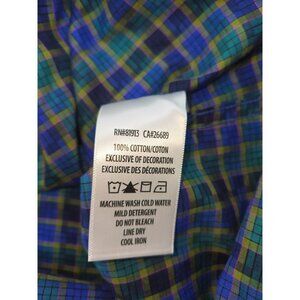 RN#81913 CA#26689
100% COTTON/COTON
EXCLUSIVE OF DECORATION
EXCLUSIVE DES DÉCORATIONS
MACHINE WASH COLD WATER
MILD DETERGENT
DO NOT BLEACH
LINE DRY
COOL IRON